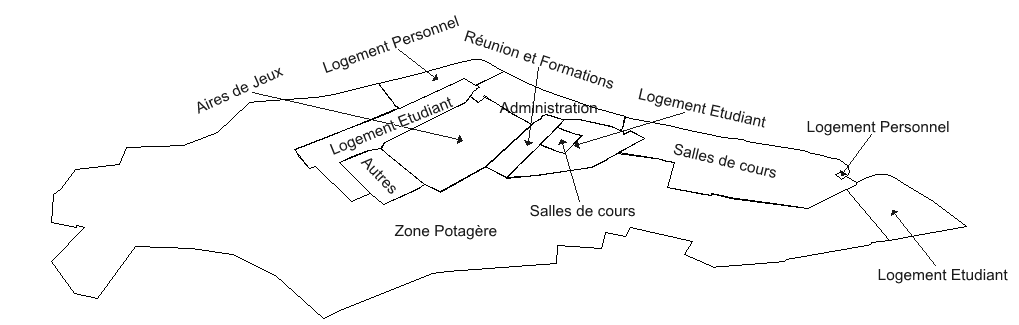 Logement Personnel
Réunion et Formations
Aires de Jeux
Logement Etudiant
Administration
Logement Etudiant
Logement Personnel
Autres
Salles de cours
Salles de cours
Zone Potagère
Logement Etudiant